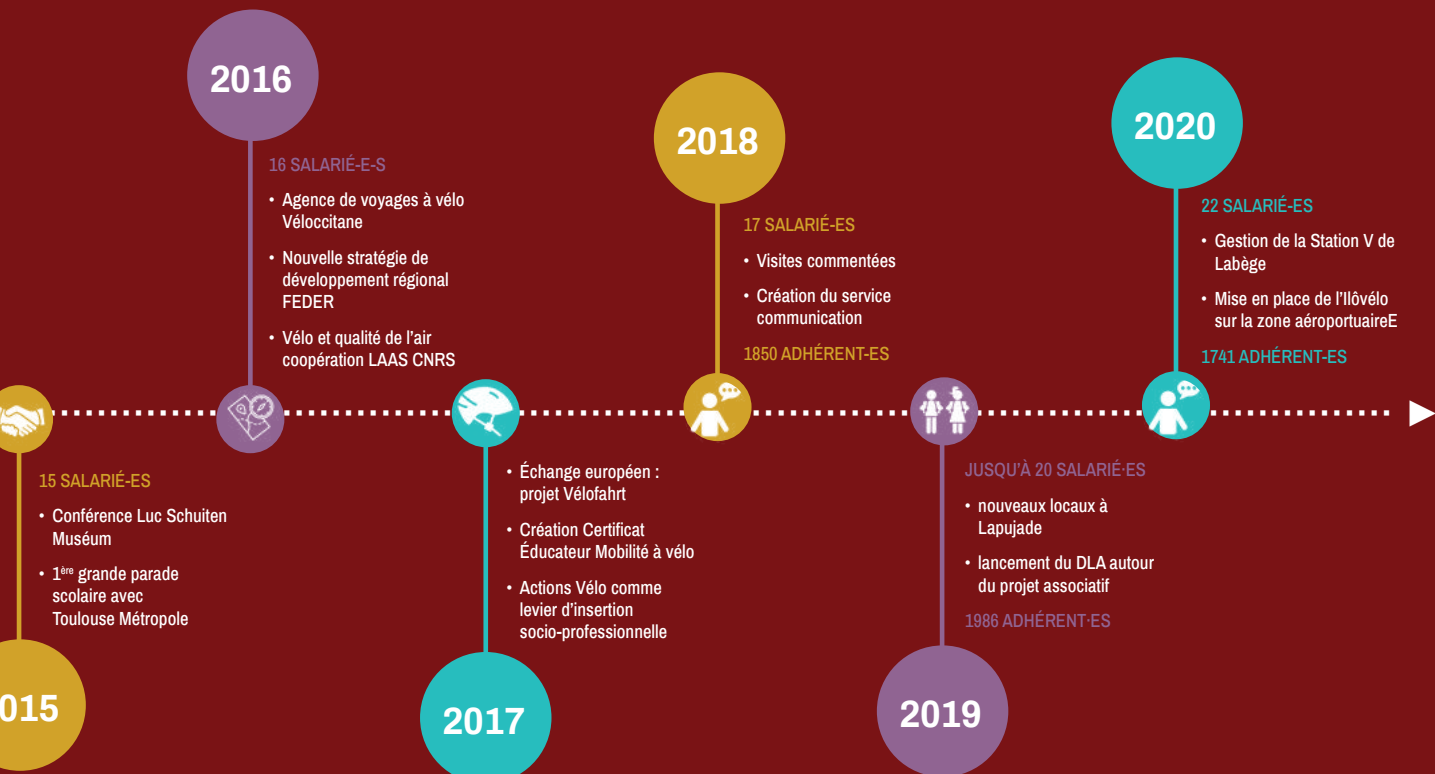 015
15 SALARIÉ-ES
• Conférence Luc Schuiten
Muséum
• 1ère grande parade
scolaire avec
Toulouse Métropole
2016
16 SALARIÉ-E-S
• Agence de voyages à vélo
Véloccitane
• Nouvelle stratégie de
développement régional
FEDER
• Vélo et qualité de l'air
coopération LAAS CNRS
2017
• Échange européen :
projet Vélofahrt
• Création Certificat
Éducateur Mobilité à vélo
• Actions Vélo comme
levier d'insertion
socio-professionnelle
2018
17 SALARIÉ-ES
• Visites commentées
• Création du service
communication
1850 ADHÉRENT-ES
2019
JUSQU'À 20 SALARIÉ·ES
• nouveaux locaux à
Lapujade
• lancement du DLA autour
du projet associatif
1986 ADHÉRENT·ES
2020
22 SALARIÉ-ES
• Gestion de la Station V de
Labège
• Mise en place de l'Ilôvélo
sur la zone aéroportuaireE
1741 ADHÉRENT-ES